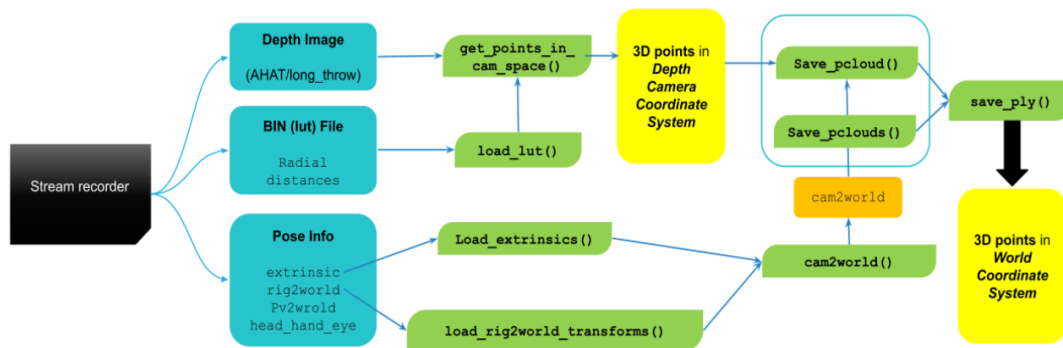 Stream recorder
Depth Image
(AHAT/long_throw)
BIN (lut) File
Radial
distances
Pose Info
extrinsic
rig2world
Pv2wrold
head_hand_eye
get_points_in_
cam_space()
load_lut()
Load_extrinsics()
load_rig2world_transforms()
3D points in
Depth
Camera
Coordinate
System
Save_pcloud()
Save_pclouds()
cam2world
cam2world()
save_ply()
3D points in
World
Coordinate
System